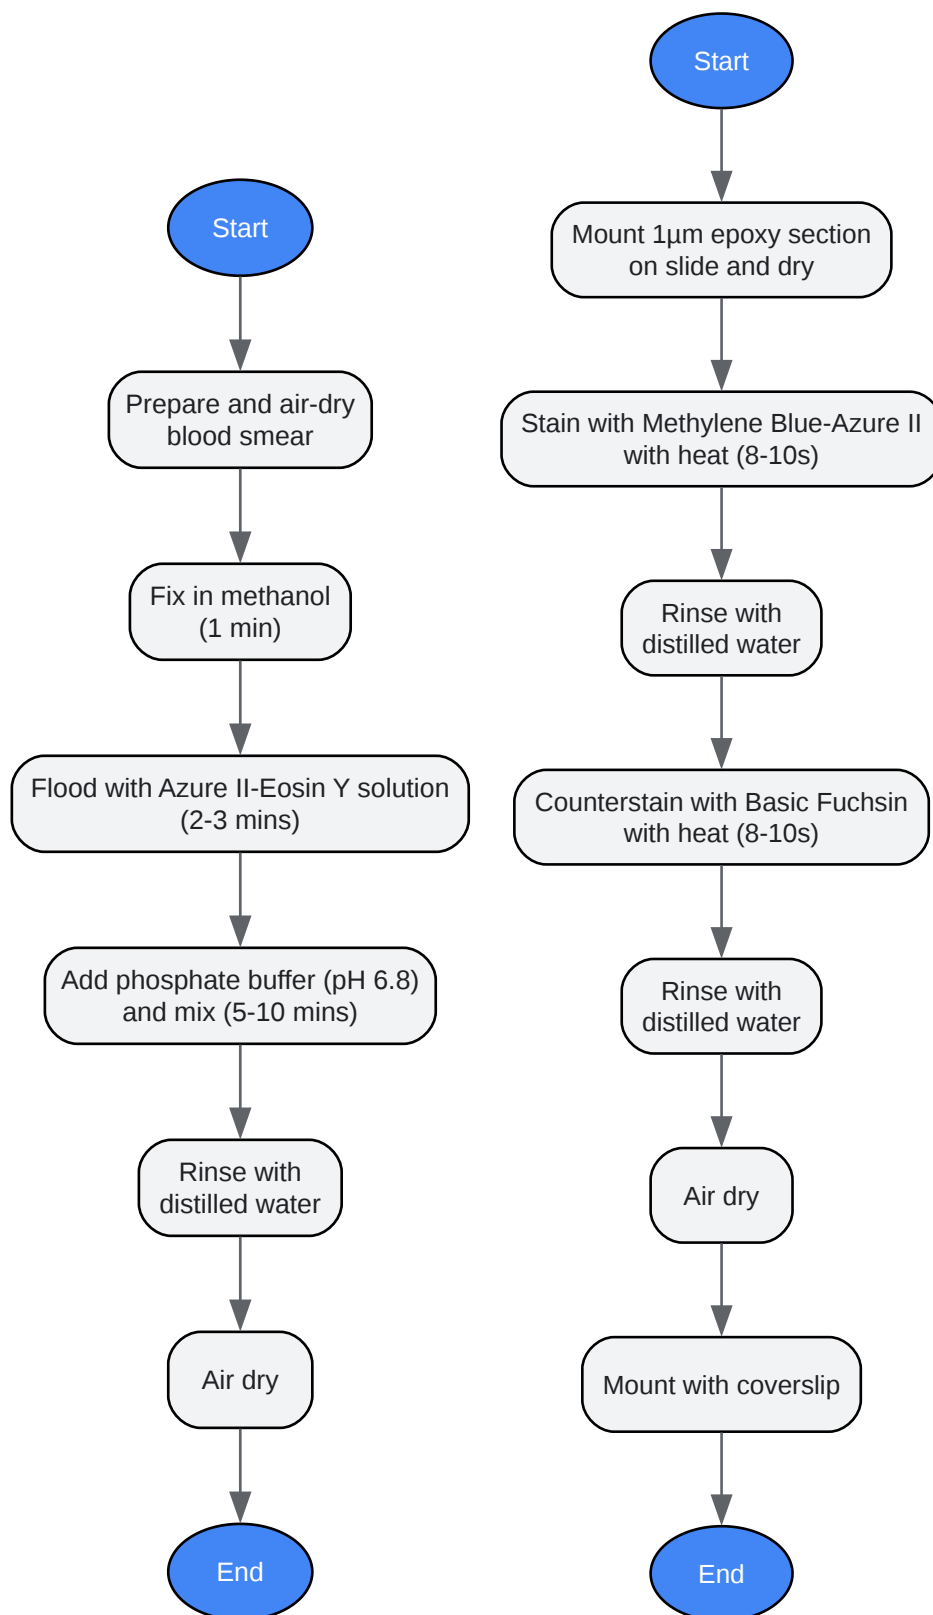 Start
Prepare and air-dry
blood smear
Fix in methanol
(1 min)
Flood with Azure II-Eosin Y solution
(2-3 mins)
Add phosphate buffer (pH 6.8)
and mix (5-10 mins)
Rinse with
distilled water
Air dry
End
Start
Mount 1µm epoxy section
on slide and dry
Stain with Methylene Blue-Azure II
with heat (8-10s)
Rinse with
distilled water
Counterstain with Basic Fuchsin
with heat (8-10s)
Rinse with
distilled water
Air dry
Mount with coverslip
End